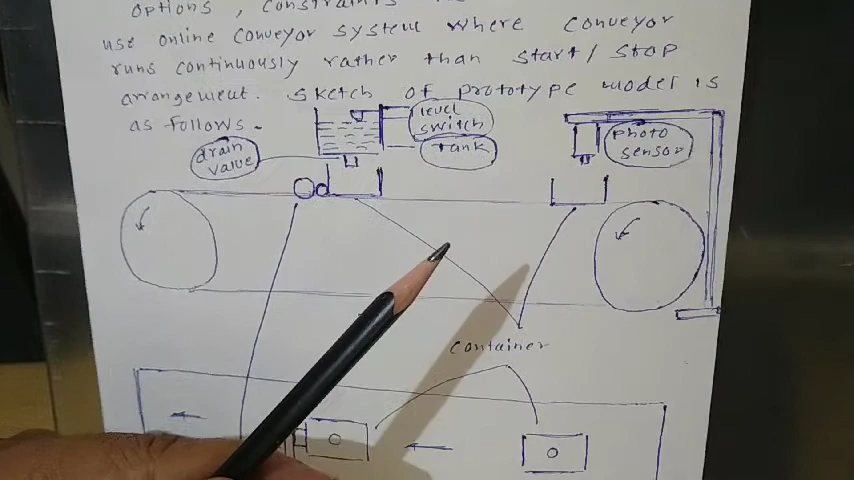 options, constraints
use online conveyor system where conveyor
runs continuously rather than start/stop
arrangement. sketch of prototype model is
as follows.
level
switch
tank
drain
valve
photo
sensor
container